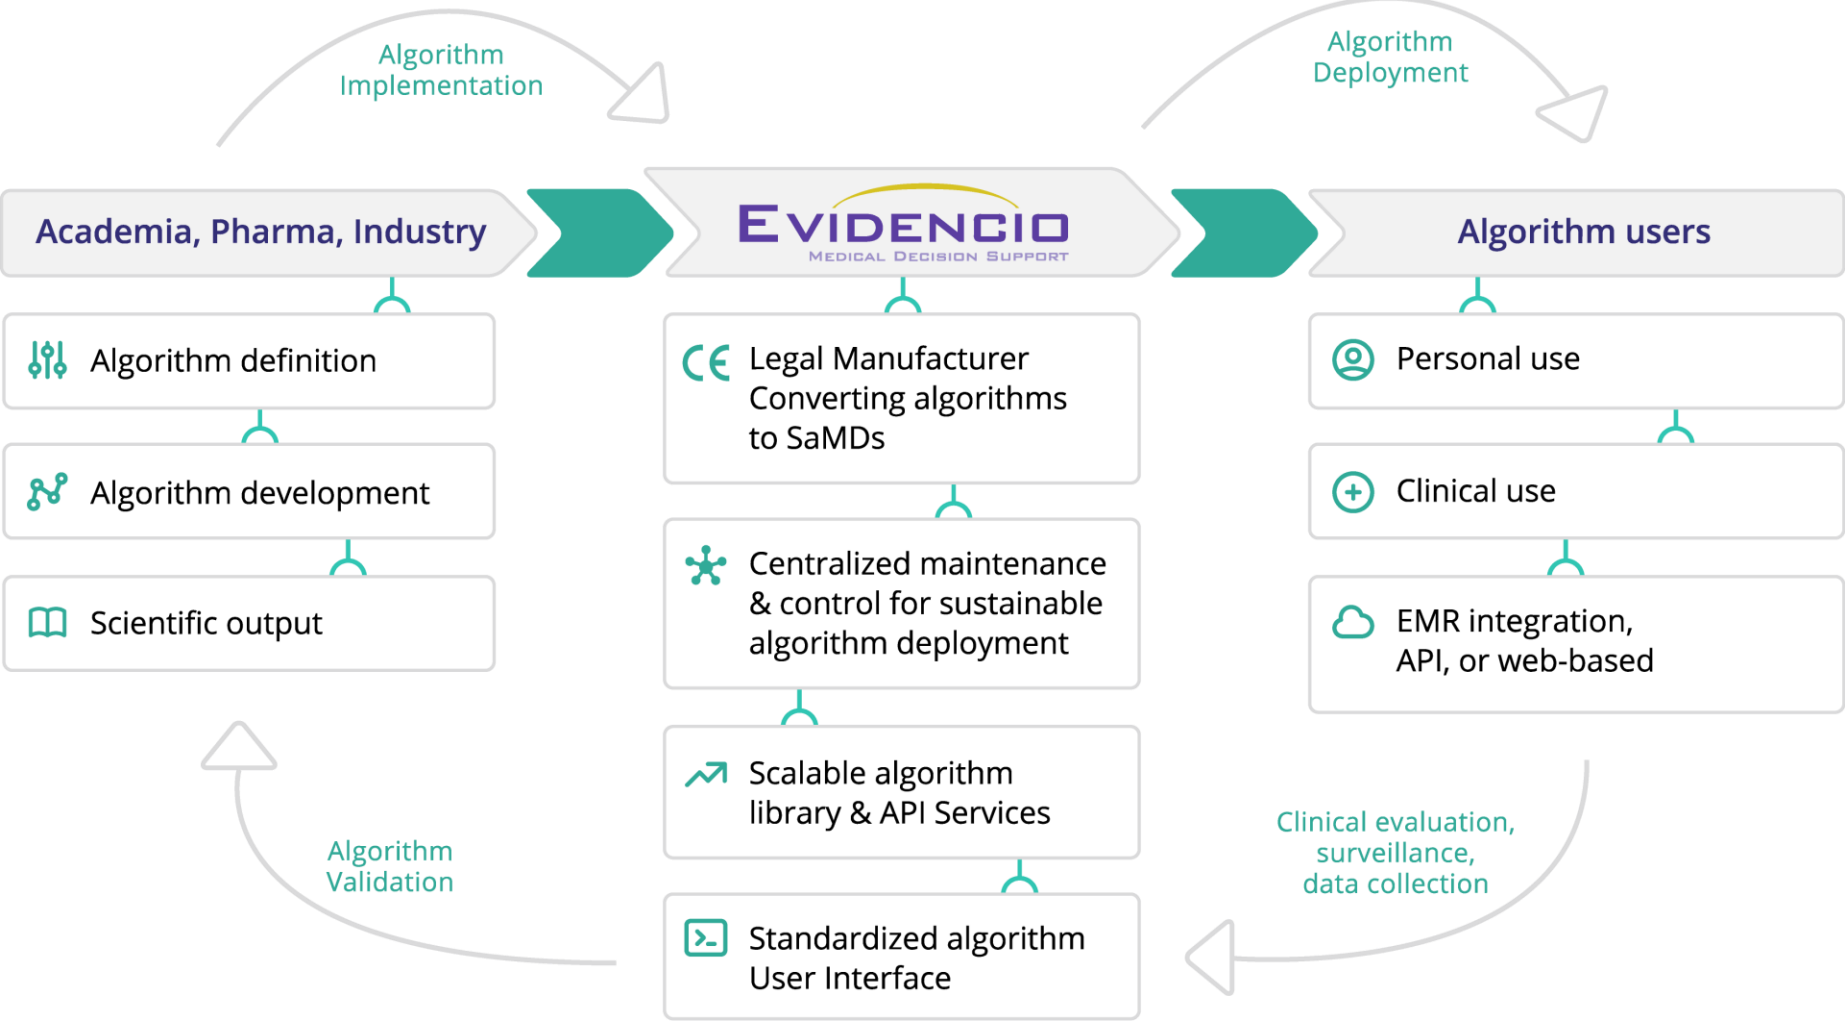 Algorithm
Implementation
Algorithm
Deployment
Academia, Pharma, Industry
EVIDENCIO
MEDICAL DECISION SUPPORT
Algorithm users
Algorithm definition
Algorithm development
Scientific output
CE
Legal Manufacturer
Converting algorithms
to SaMDs
Centralized maintenance
& control for sustainable
algorithm deployment
Scalable algorithm
library & API Services
Standardized algorithm
User Interface
Personal use
Clinical use
EMR integration,
API, or web-based
Algorithm
Validation
Clinical evaluation,
surveillance,
data collection